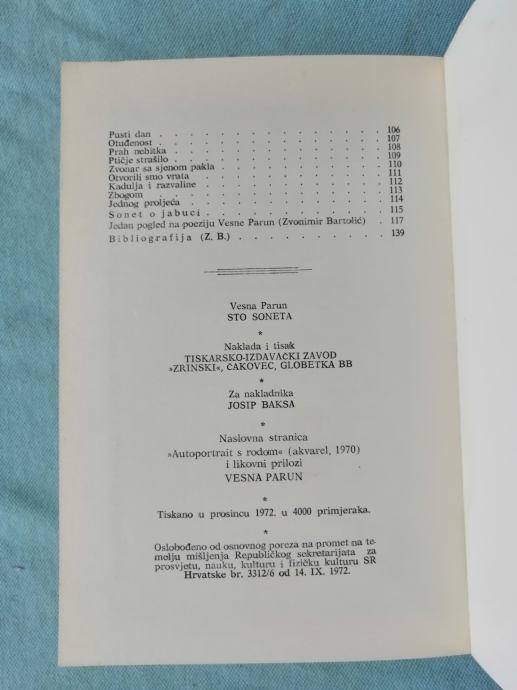 Pusti dan . . . . . . . . . . . . . . 106
Otuđenost . . . . . . . . . . . . . . 107
Prah nebitka . . . . . . . . . . . . . 108
Ptičje strašilo . . . . . . . . . . . . . 109
Zvonar sa sjenom pakla . . . . . . . . . . 110
Otvorili smo vrata . . . . . . . . . . . . 111
Kadulja i razvaline . . . . . . . . . . . 112
Zbogom . . . . . . . . . . . . . . 113
Jednog proljeća . . . . . . . . . . . . 114
Sonet o jabuci . . . . . . . . . . . 115
Jedan pogled na poeziju Vesne Parun (Zvonimir Bartolić) . 117
Bibliografija (Z. B.) . . . . . . . . . . 139
Vesna Parun
STO SONETA
*
Naklada i tisak
TISKARSKO-IZDAVAČKI ZAVOD
»ZRINSKI«, ČAKOVEC, GLOBETKA BB
*
Za nakladnika
JOSIP BAKSA
*
Naslovna stranica
»Autoportrait s rodom« (akvarel, 1970)
i likovni prilozi
VESNA PARUN
*
Tiskano u prosincu 1972. u 4000 primjeraka.
*
Oslobođeno od osnovnog poreza na promet na te-
melju mišljenja Republičkog sekretarijata za
prosvjetu, nauku, kulturu i fizičku kulturu SR
Hrvatske br. 3312/6 od 14. IX. 1972.